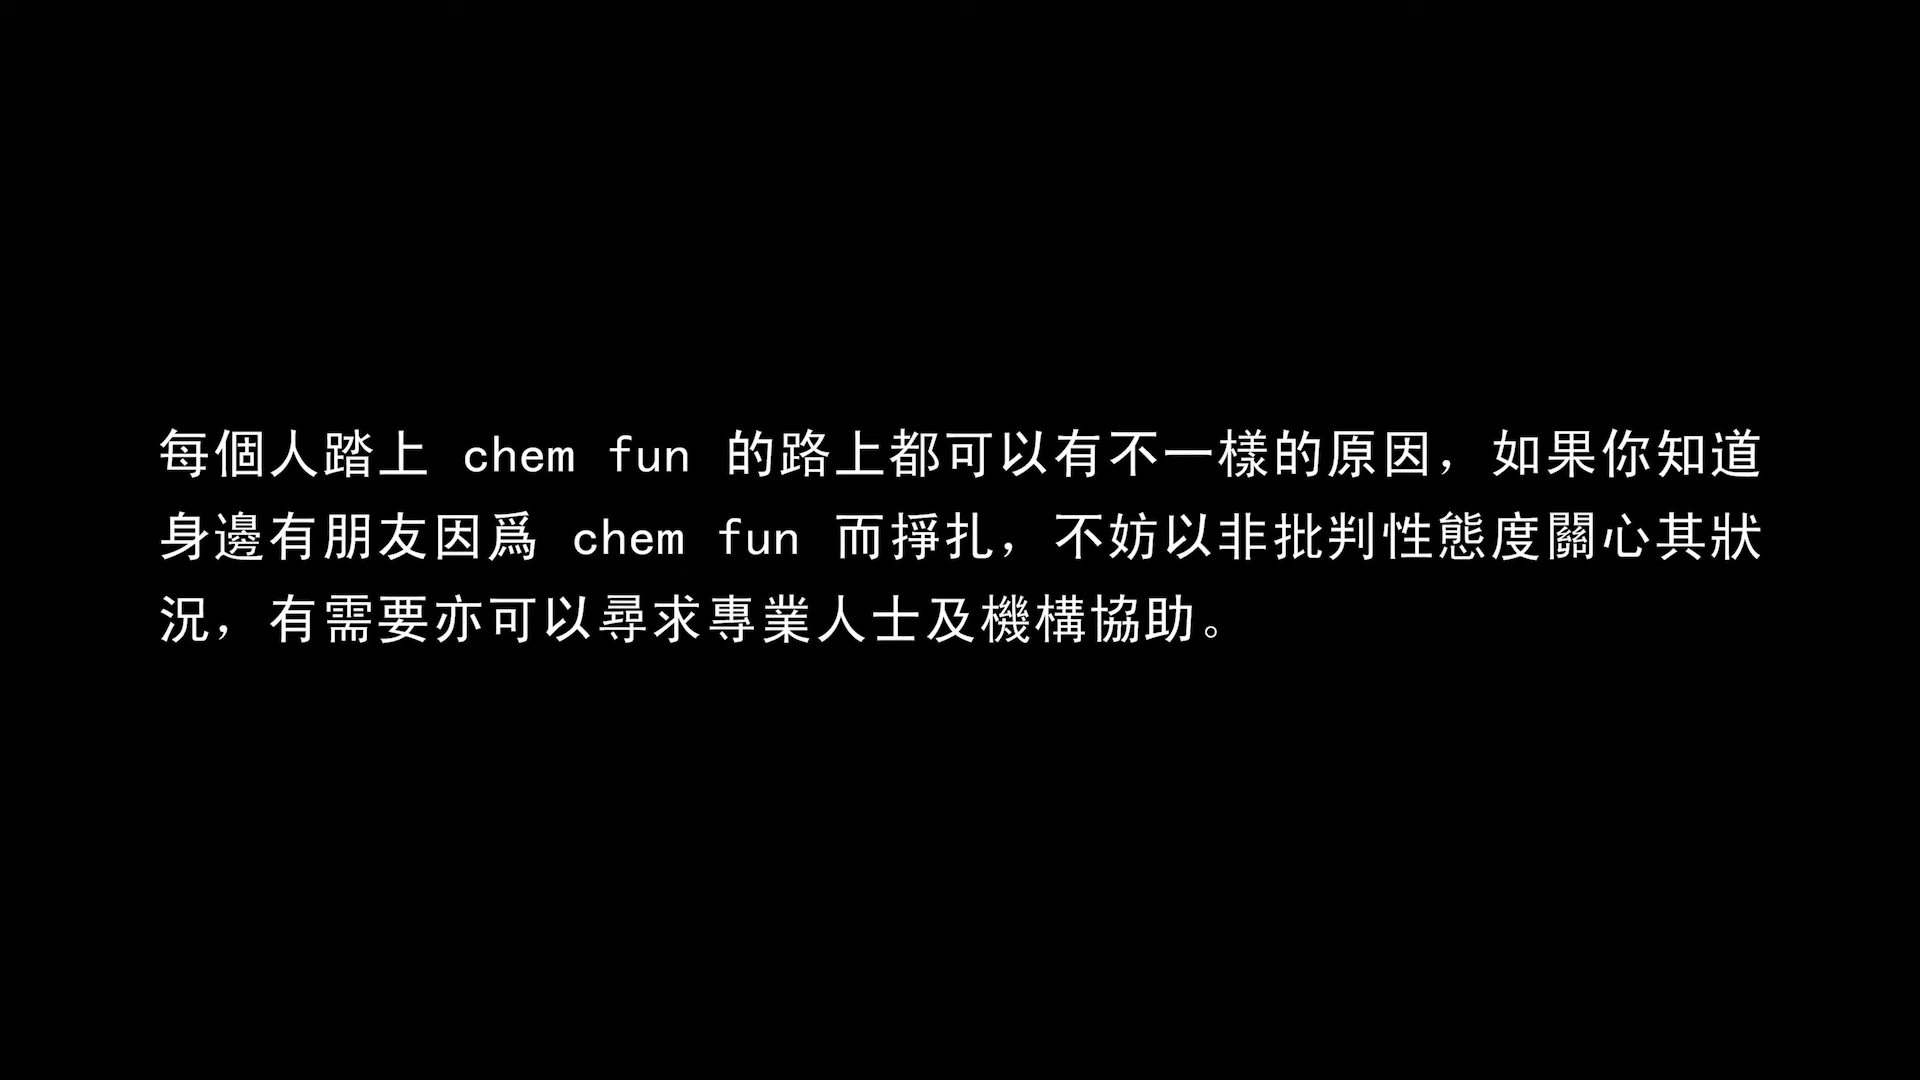 每個人踏上 chem fun 的路上都可以有不一樣的原因，如果你知道
身邊有朋友因爲 chem fun 而掙扎，不妨以非批判性態度關心其狀
況，有需要亦可以尋求專業人士及機構協助。